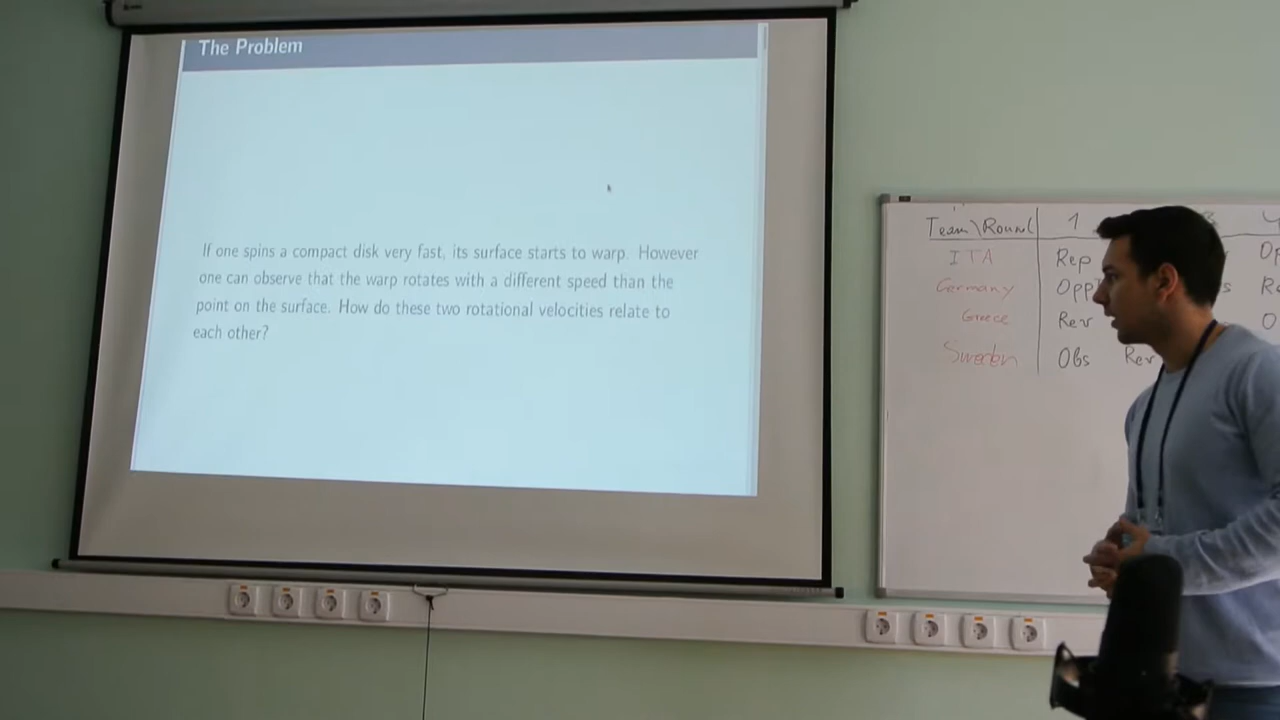 The Problem
If one spins a compact disk very fast, its surface starts to warp. However
one can observe that the warp rotates with a different speed than the
point on the surface. How do these two rotational velocities relate to
each other?
Team\Round 1
ITA Rep
Germany
Greece Rev
Sweden Obs Rev